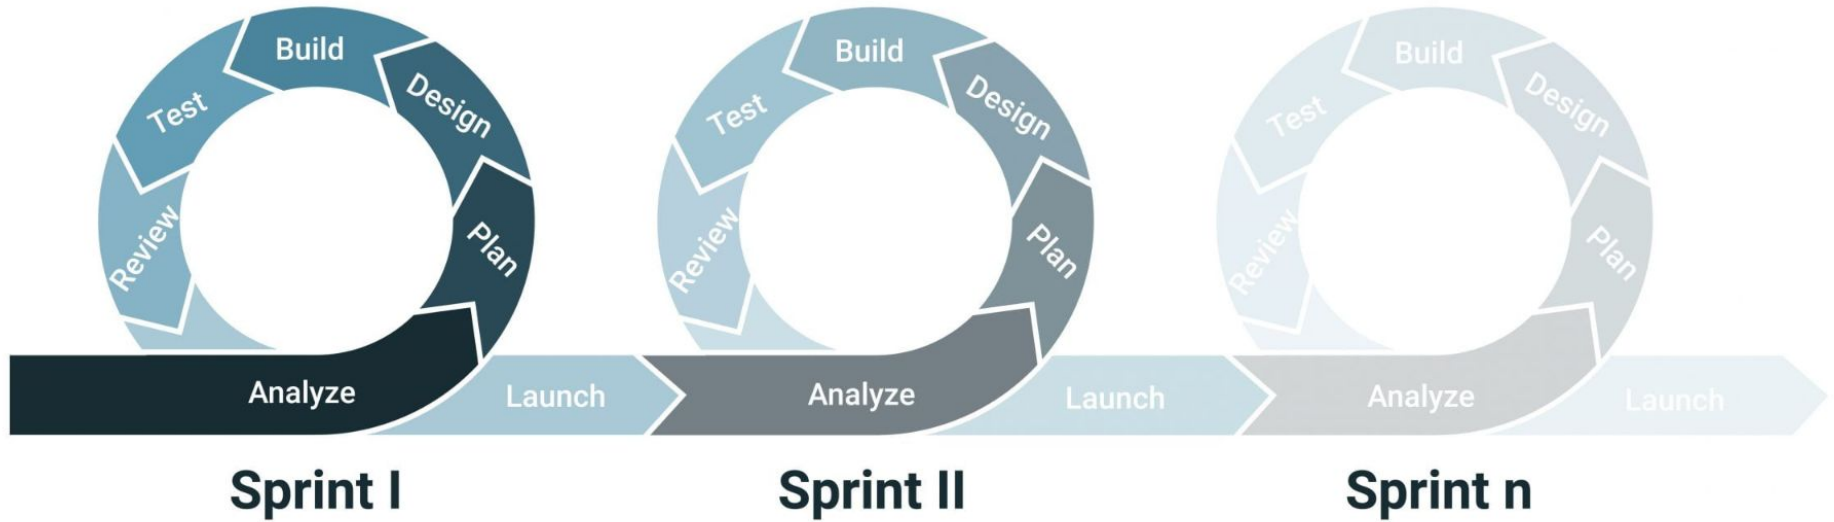 Build
Design
Test
Review
Plan
Analyze
Launch
Sprint I
Build
Design
Test
Review
Plan
Analyze
Launch
Sprint II
Build
Design
Test
Review
Plan
Analyze
Launch
Sprint n